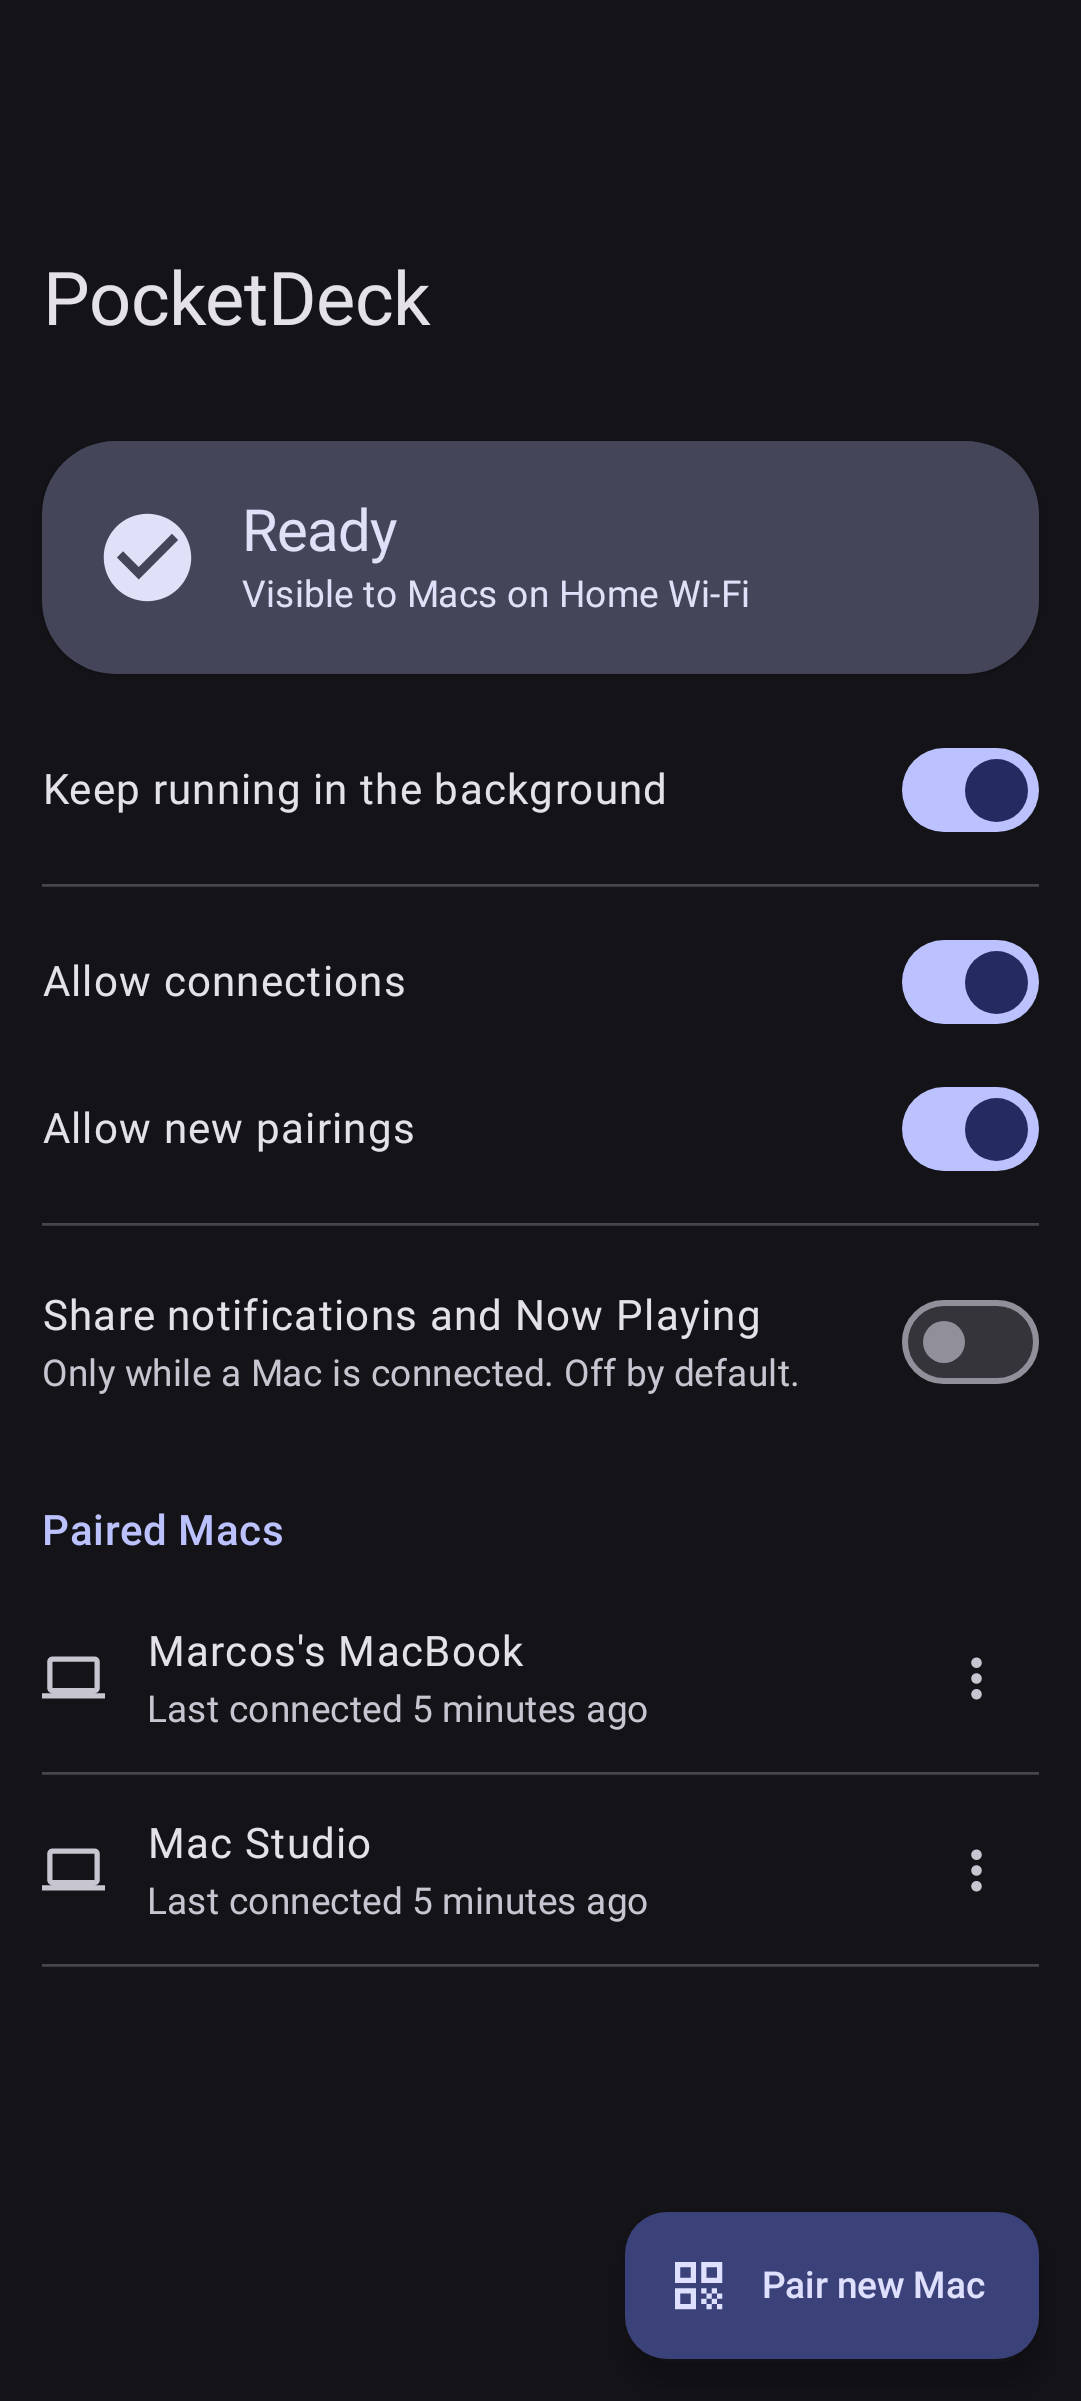 PocketDeck
Ready
Visible to Macs on Home Wi-Fi
Keep running in the background
Allow connections
Allow new pairings
Share notifications and Now Playing
Only while a Mac is connected. Off by default.
Paired Macs
Marcos's MacBook
Last connected 5 minutes ago
Mac Studio
Last connected 5 minutes ago
Pair new Mac